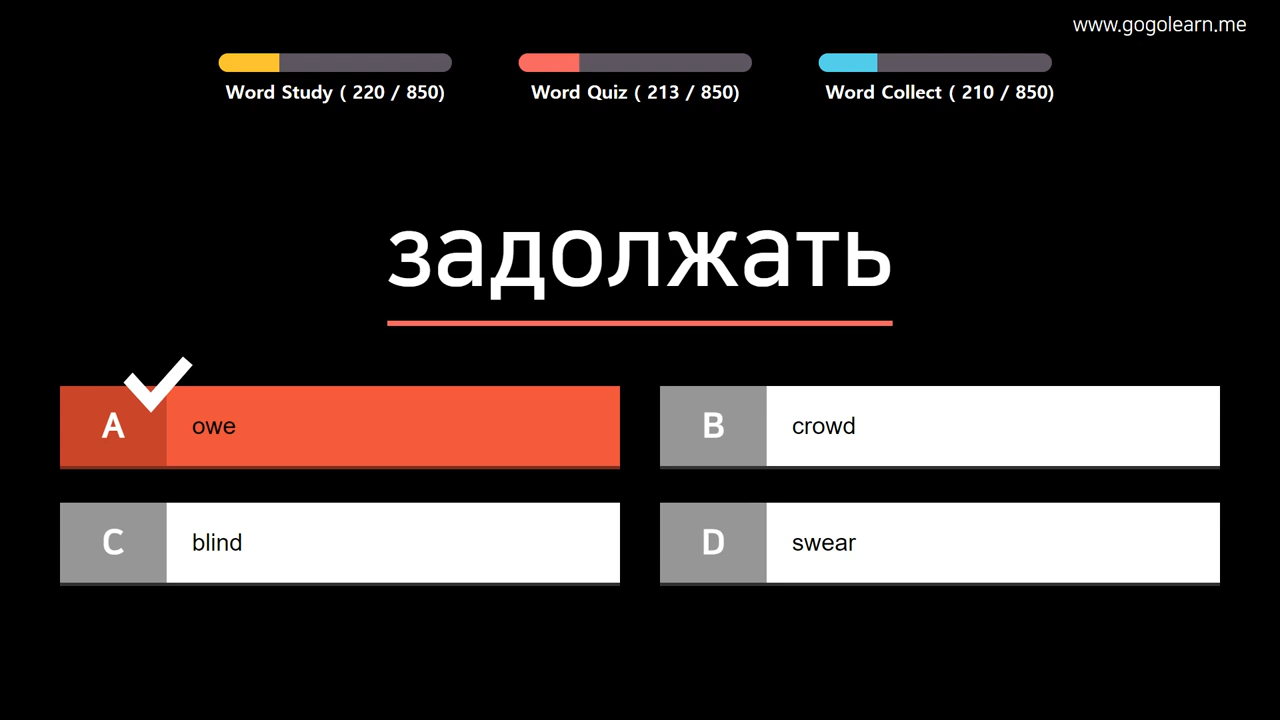 www.gogolearn.me
Word Study ( 220 / 850)
Word Quiz ( 213 / 850)
Word Collect ( 210 / 850)
задолжать
A
owe
B
crowd
C
blind
D
swear